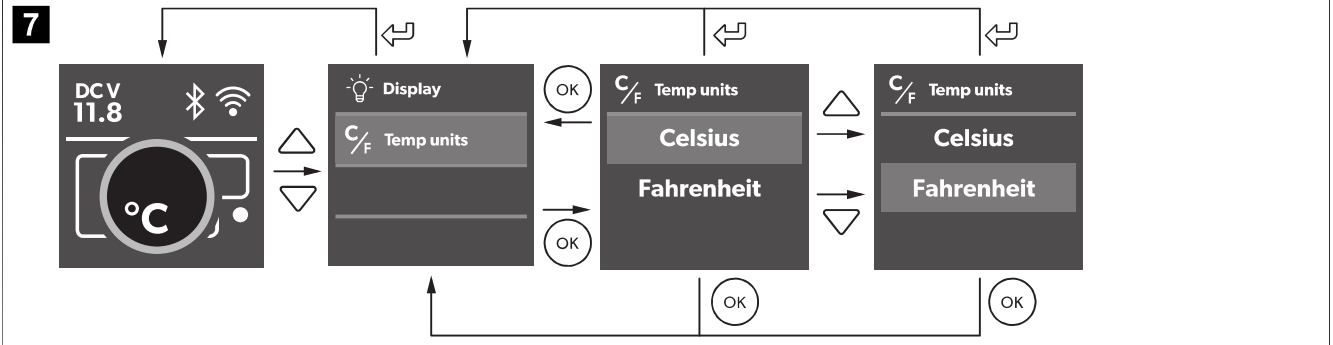 7
DC V
11.8
°C
Display
C/F Temp units
OK
OK
C/F Temp units
Celsius
Fahrenheit
OK
C/F Temp units
Celsius
Fahrenheit
OK